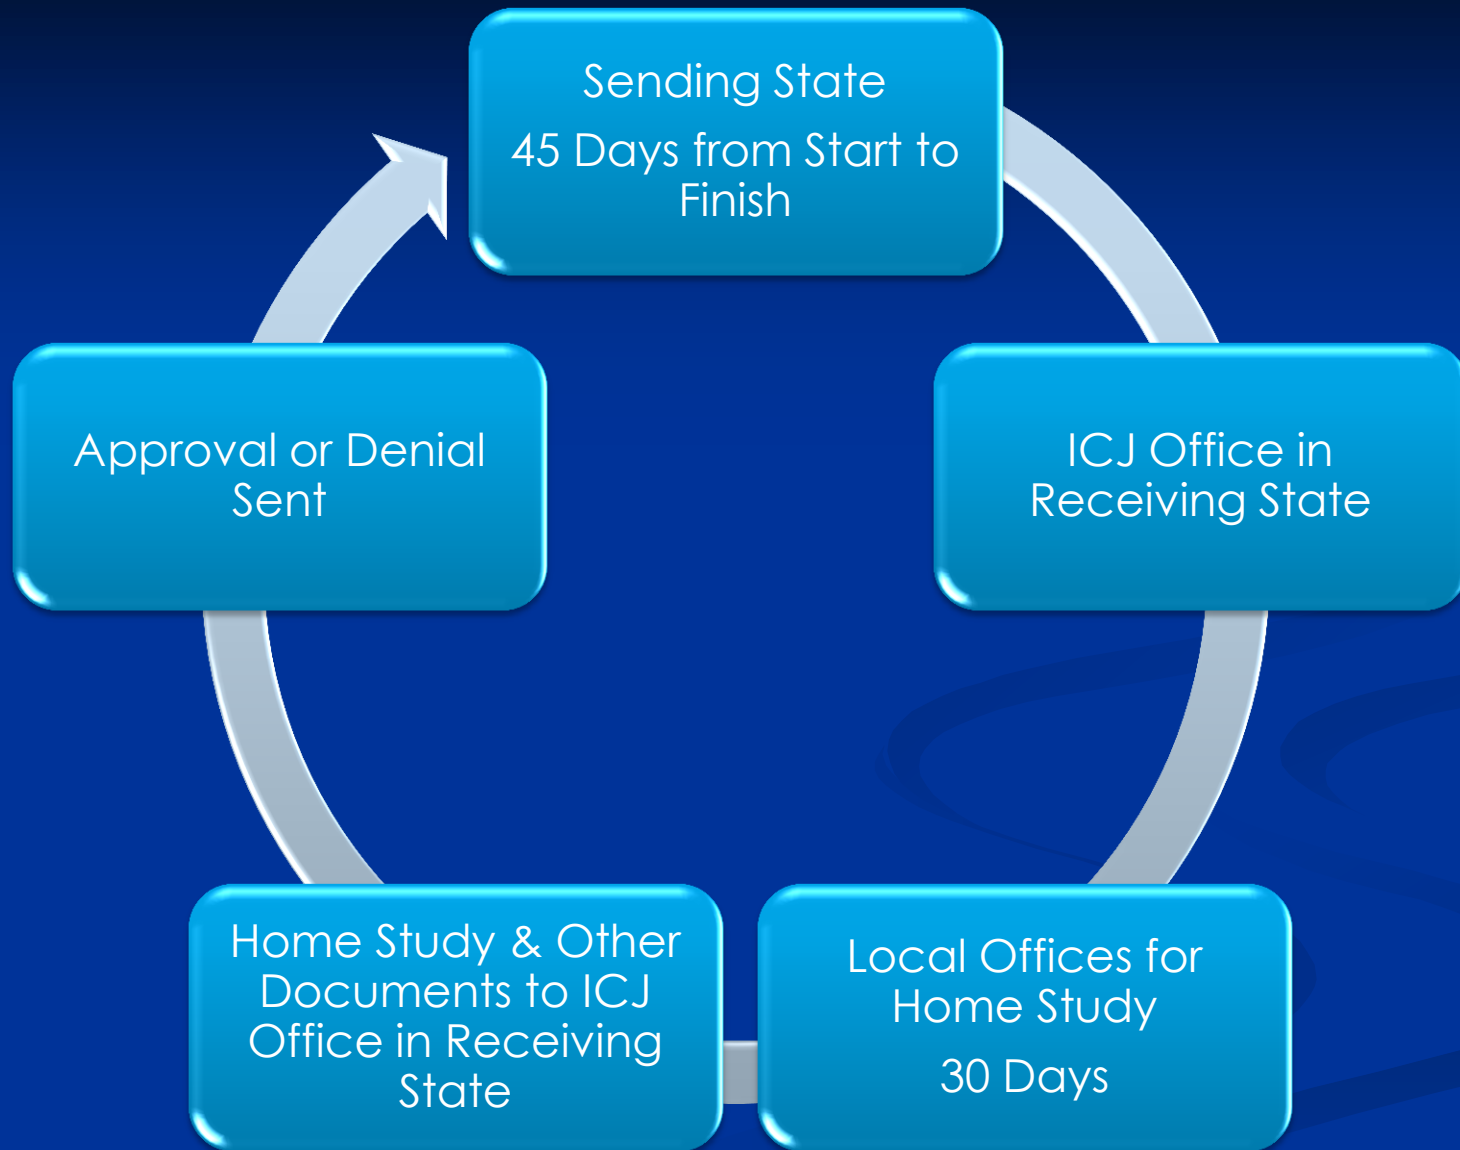 Sending State
45 Days from Start to
Finish
Approval or Denial
Sent
ICJ Office in
Receiving State
Home Study & Other
Documents to ICJ
Office in Receiving
State
Local Offices for
Home Study
30 Days